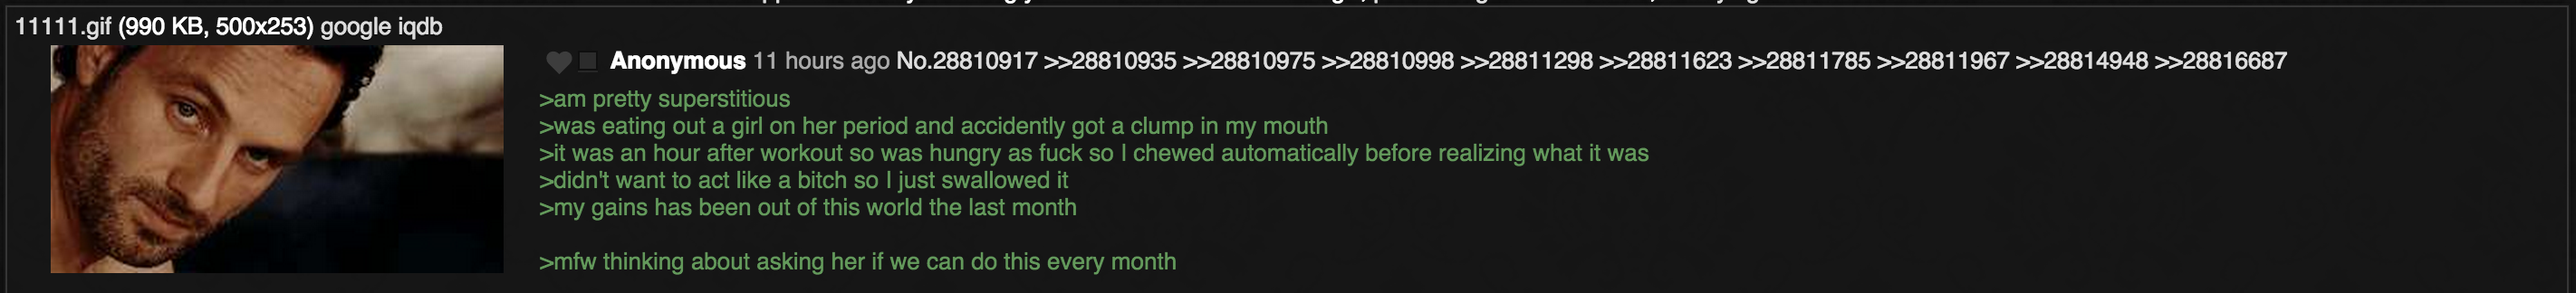 11111.gif (990 KB, 500x253) google iqdb
Anonymous 11 hours ago No.28810917 >>28810935 >>28810975 >>28810998 >>28811298 >>28811623 >>28811785 >>28811967 >>28814948 >>28816687
>am pretty superstitious
>was eating out a girl on her period and accidently got a clump in my mouth
>it was an hour after workout so was hungry as fuck so I chewed automatically before realizing what it was
>didn't want to act like a bitch so I just swallowed it
>my gains has been out of this world the last month
>mfw thinking about asking her if we can do this every month